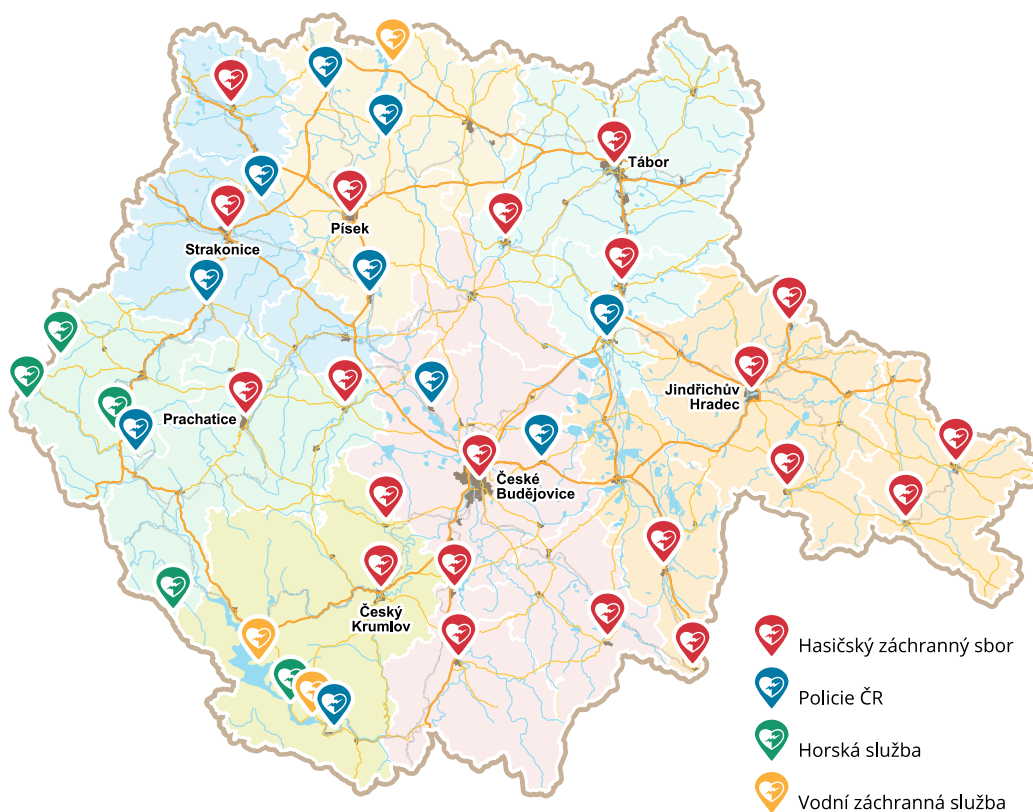 Tábor
Písek
Strakonice
Jindřichův
Hradec
Prachatice
České
Budějovice
Český
Krumlov
Hasičský záchranný sbor
Policie ČR
Horská služba
Vodní záchranná služba